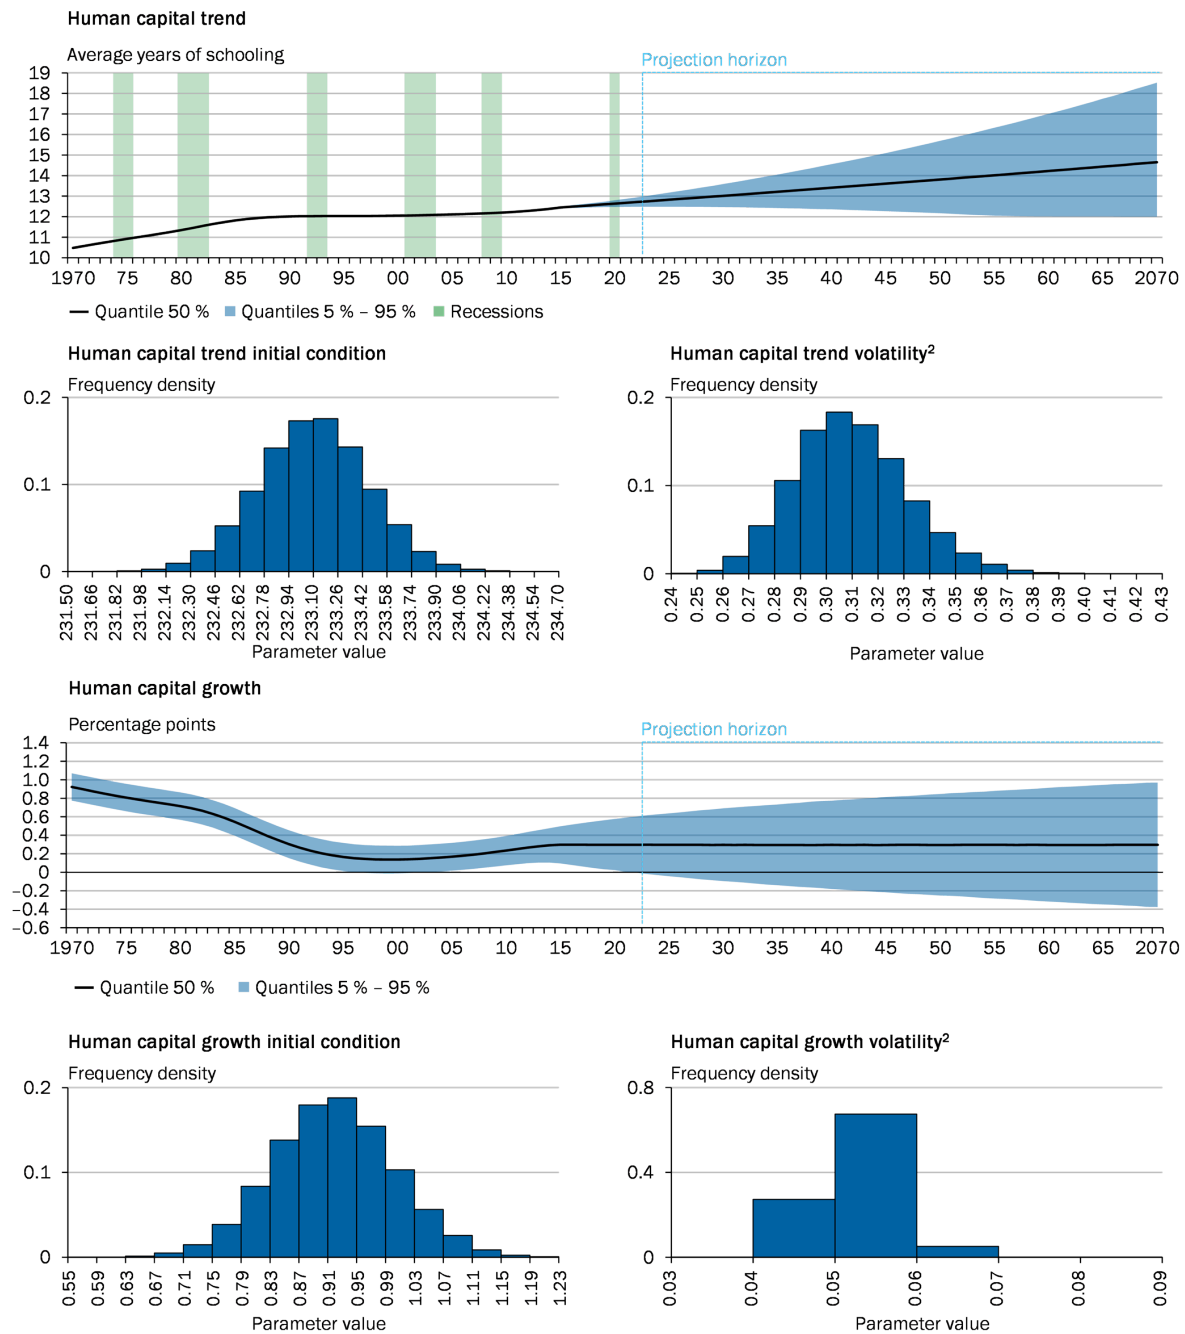 Human capital trend
Average years of schooling
Projection horizon
19
18
17
16
15
14
13
12
11
10
1970 75 80 85 90 95 00 05 10 15 20 25 30 35 40 45 50 55 60 65 2070
Quantile 50 % Quantiles 5 % – 95 % Recessions
Human capital trend initial condition
Frequency density
0.2
0.1
0
231.50 231.66 231.82 231.98 232.14 232.30 232.46 232.62 232.78 232.94 233.10 233.26 233.42 233.58 233.74 233.90 234.06 234.22 234.38 234.54 234.70
Parameter value
Human capital trend volatility²
Frequency density
0.2
0.1
0
0.24 0.25 0.26 0.27 0.28 0.29 0.30 0.31 0.32 0.33 0.34 0.35 0.36 0.37 0.38 0.39 0.40 0.41 0.42 0.43
Parameter value
Human capital growth
Percentage points
Projection horizon
1.4
1.2
1.0
0.8
0.6
0.4
0.2
0
–0.2
–0.4
–0.6
1970 75 80 85 90 95 00 05 10 15 20 25 30 35 40 45 50 55 60 65 2070
Quantile 50 % Quantiles 5 % – 95 %
Human capital growth initial condition
Frequency density
0.2
0.1
0
0.55 0.59 0.63 0.67 0.71 0.75 0.79 0.83 0.87 0.91 0.95 0.99 1.03 1.07 1.11 1.15 1.19 1.23
Parameter value
Human capital growth volatility²
Frequency density
0.8
0.4
0
0.03 0.04 0.05 0.06 0.07 0.08 0.09
Parameter value